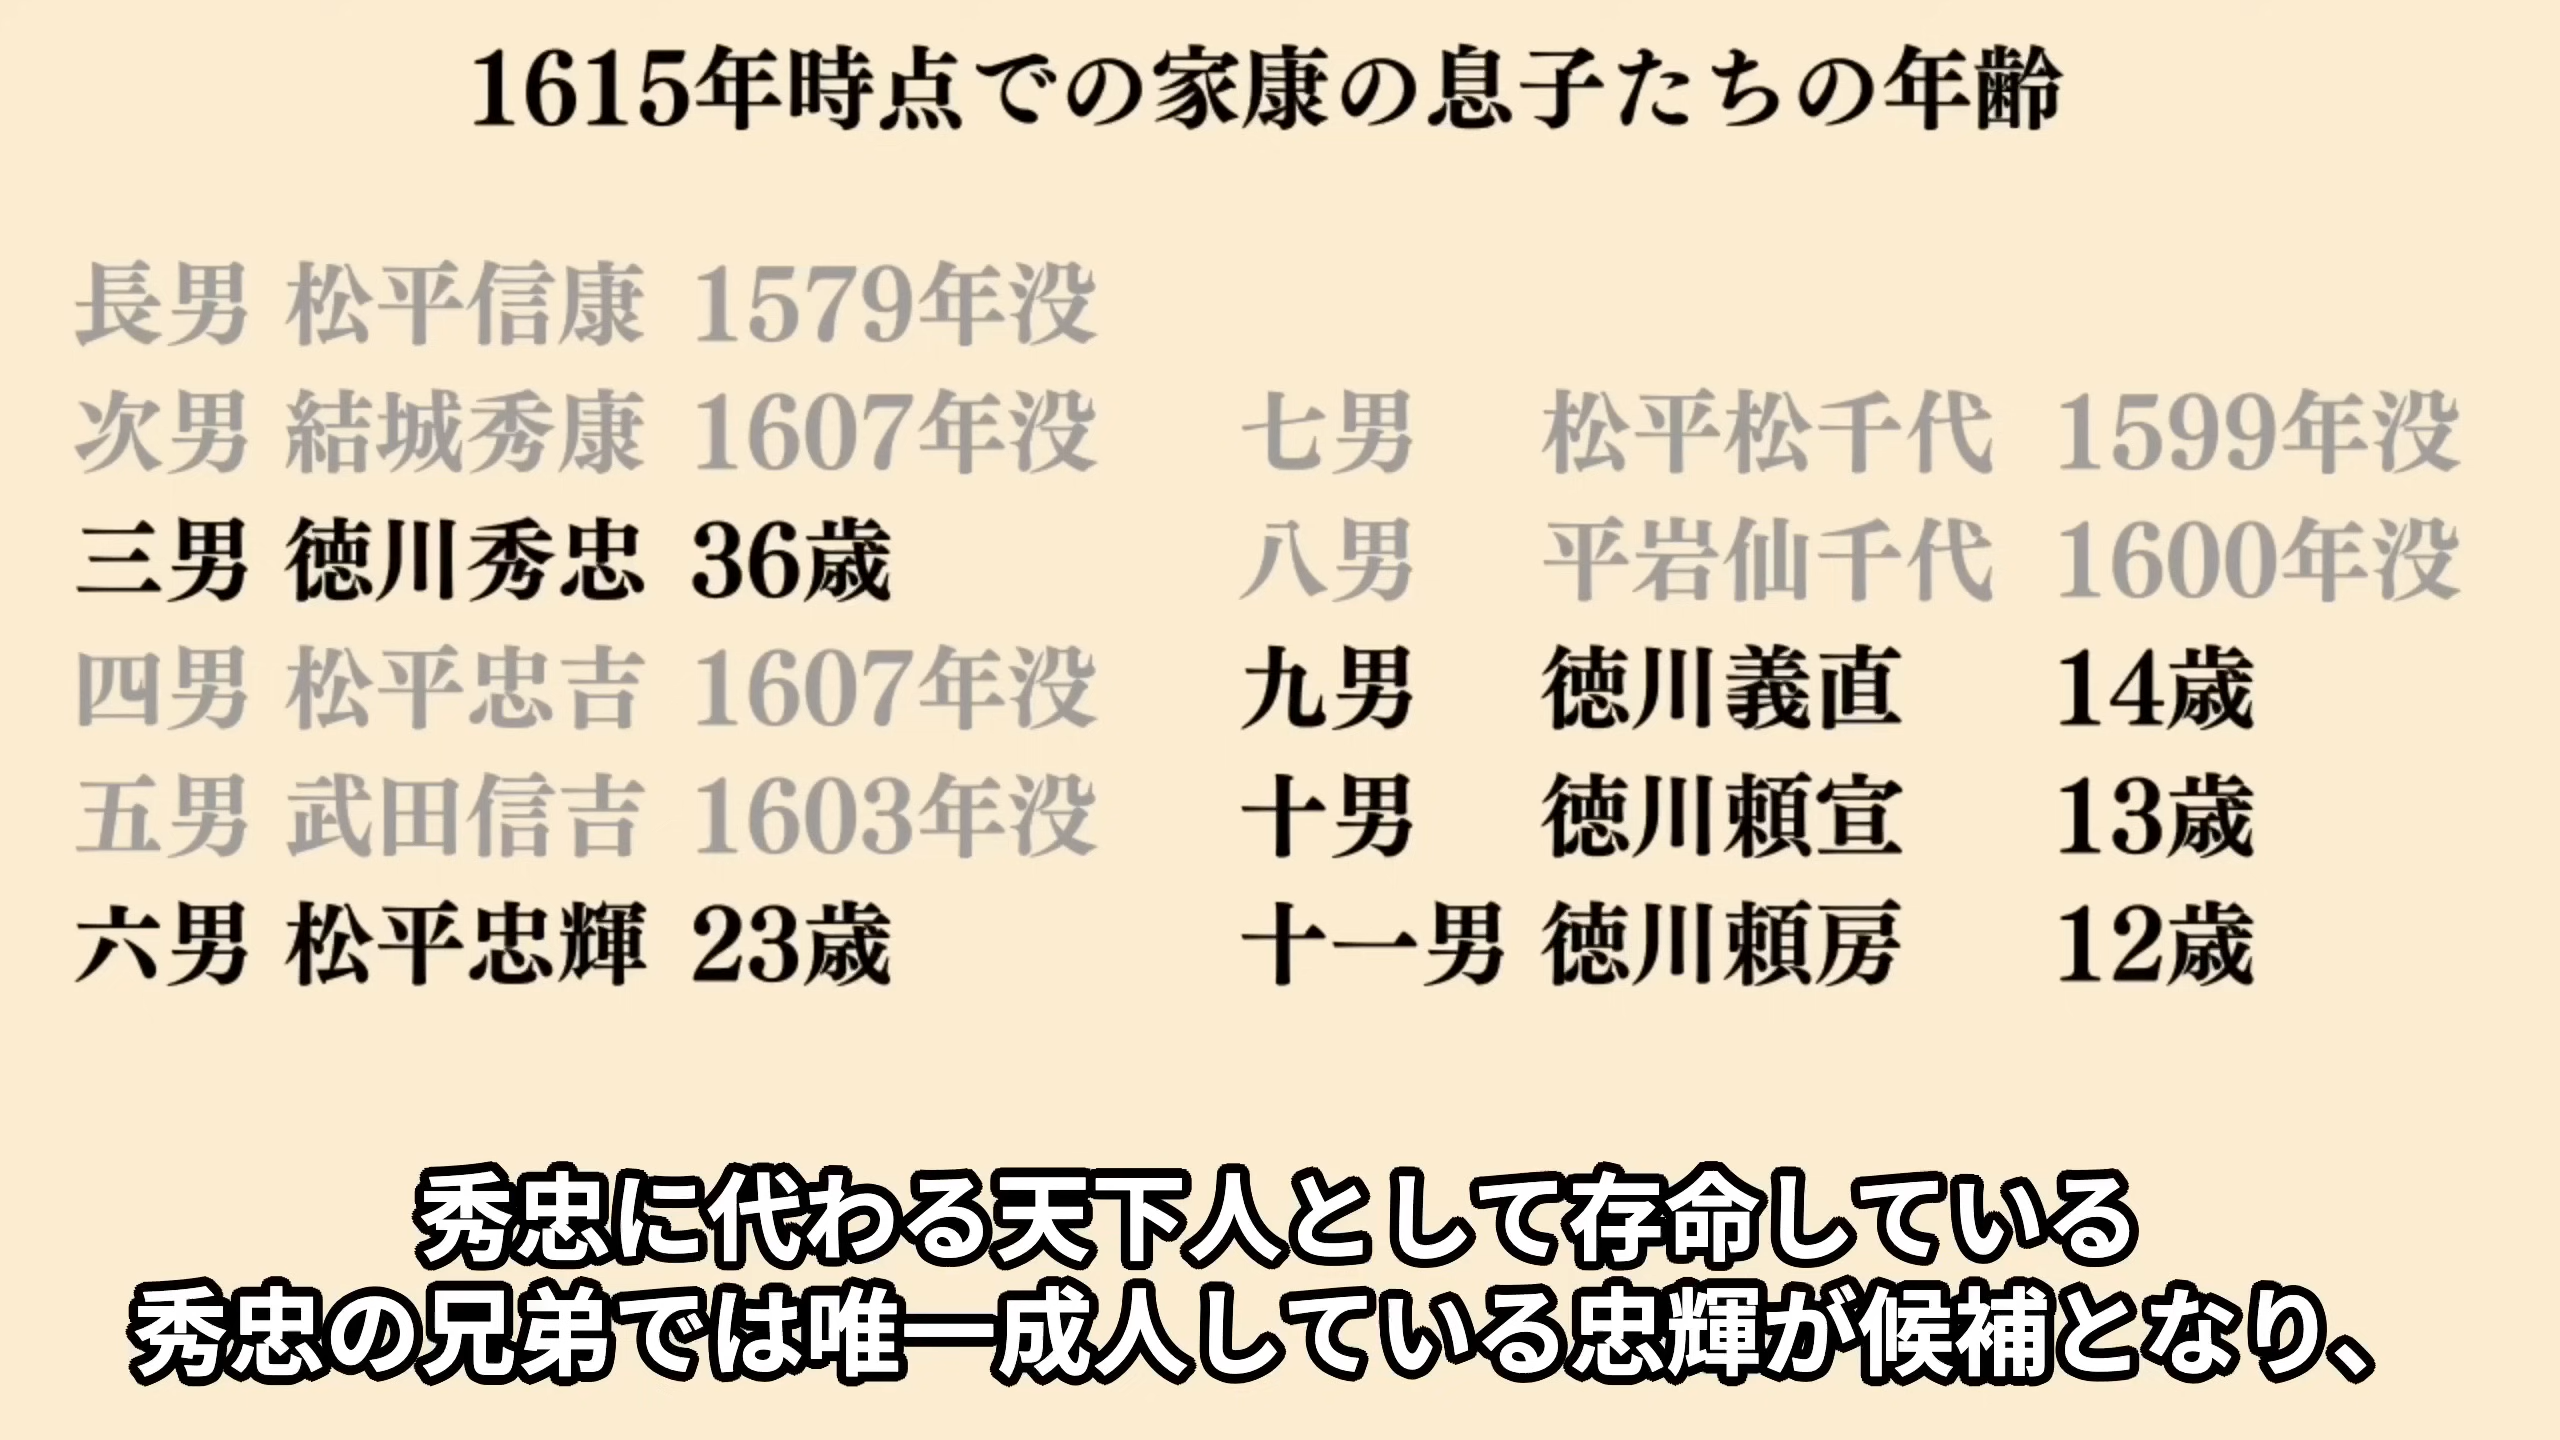 1615年時点での家康の息子たちの年齢
長男 松平信康 1579年没
次男 結城秀康 1607年没
三男 徳川秀忠 36歳
四男 松平忠吉 1607年没
五男 武田信吉 1603年没
六男 松平忠輝 23歳
七男 松平松千代 1599年没
八男 平岩仙千代 1600年没
九男 徳川義直 14歳
十男 徳川頼宣 13歳
十一男 徳川頼房 12歳
秀忠に代わる天下人として存命している
秀忠の兄弟では唯一成人している忠輝が候補となり、